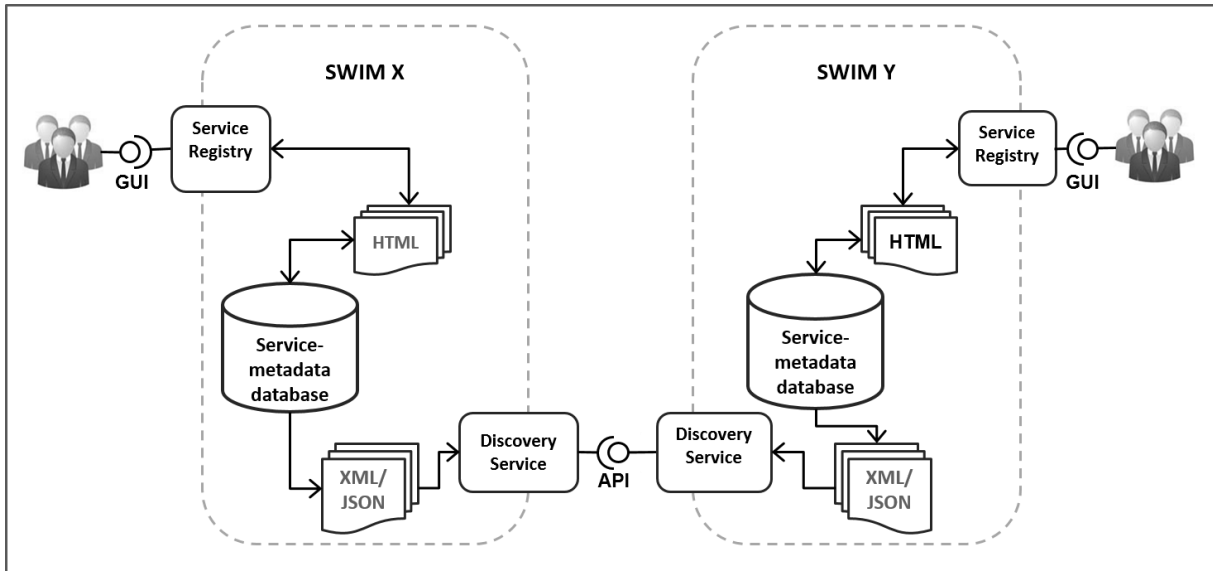 SWIM X
SWIM Y
Service
Registry
GUI
HTML
Service-
metadata
database
XML/
JSON
Discovery
Service
API
Discovery
Service
Service
Registry
GUI
HTML
Service-
metadata
database
XML/
JSON